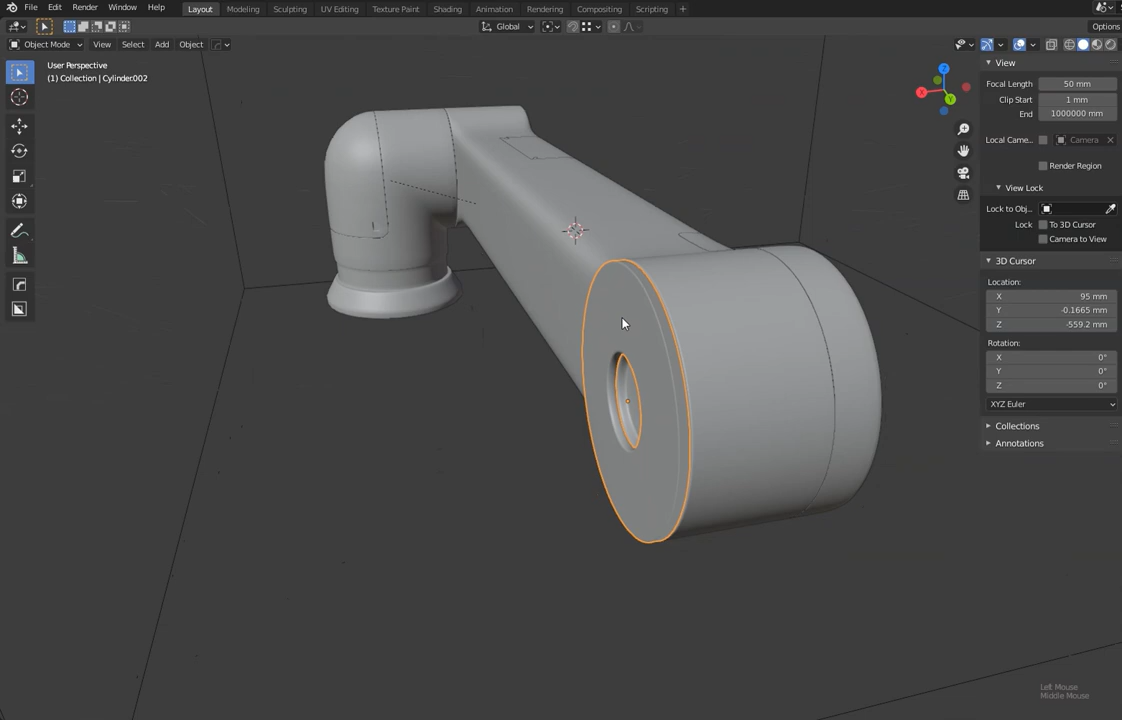 File Edit Render Window Help Layout Modeling Sculpting UV Editing Texture Paint Shading Animation Rendering Compositing Scripting +
Global Options
Object Mode View Select Add Object
User Perspective
(1) Collection | Cylinder.002
Z
X
Y
View
Focal Length 50 mm
Clip Start 1 mm
End 1000000 mm
Local Came... Camera
Render Region
View Lock
Lock to Obj...
Lock To 3D Cursor
Camera to View
3D Cursor
Location:
X 95 mm
Y -0.1665 mm
Z -559.2 mm
Rotation:
X 0°
Y 0°
Z 0°
XYZ Euler
Collections
Annotations
Left Mouse
Middle Mouse